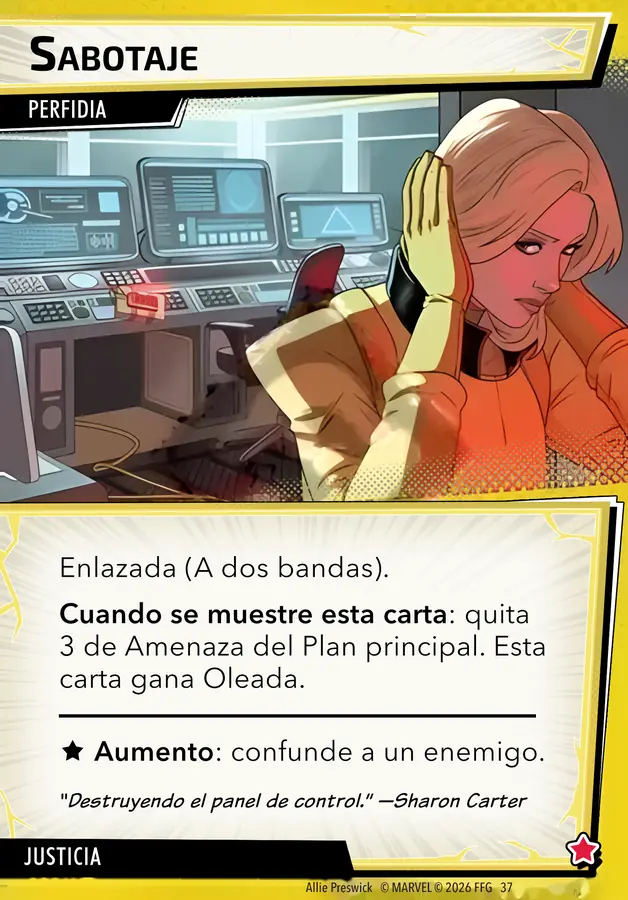 SABOTAJE
PERFIDIA
Enlazada (A dos bandas).
Cuando se muestre esta carta: quita
3 de Amenaza del Plan principal. Esta
carta gana Oleada.
★ Aumento: confunde a un enemigo.
"Destruyendo el panel de control." —Sharon Carter
JUSTICIA
Allie Preswick © MARVEL © 2026 FFG 37